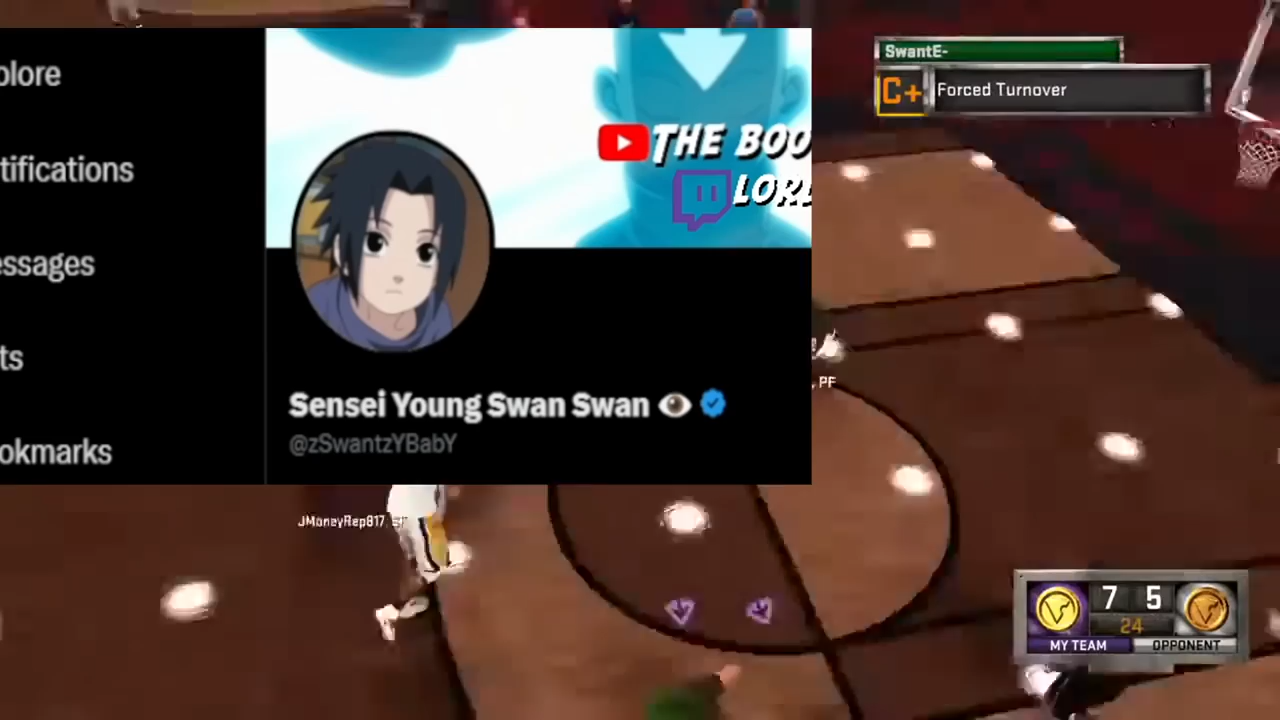 SwantE-
C+ Forced Turnover
plore
tifications
essages
ts
okmarks
THE BOO
LORD
Sensei Young Swan Swan
@zSwantzYBabY
, PF
JMoneyRep817
7 5
24
MY TEAM OPPONENT